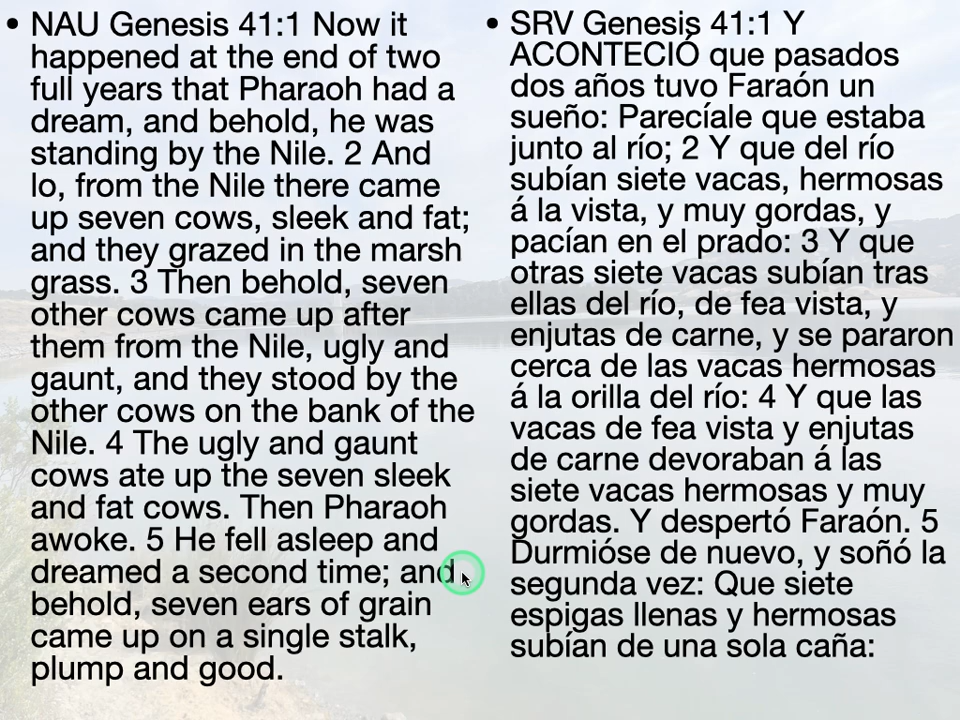 • NAU Genesis 41:1 Now it
happened at the end of two
full years that Pharaoh had a
dream, and behold, he was
standing by the Nile. 2 And
lo, from the Nile there came
up seven cows, sleek and fat;
and they grazed in the marsh
grass. 3 Then behold, seven
other cows came up after
them from the Nile, ugly and
gaunt, and they stood by the
other cows on the bank of the
Nile. 4 The ugly and gaunt
cows ate up the seven sleek
and fat cows. Then Pharaoh
awoke. 5 He fell asleep and
dreamed a second time; and
behold, seven ears of grain
came up on a single stalk,
plump and good.
• SRV Genesis 41:1 Y
ACONTECIÓ que pasados
dos años tuvo Faraón un
sueño: Parecíale que estaba
junto al río; 2 Y que del río
subían siete vacas, hermosas
á la vista, y muy gordas, y
pacían en el prado: 3 Y que
otras siete vacas subían tras
ellas del río, de fea vista, y
enjutas de carne, y se pararon
cerca de las vacas hermosas
á la orilla del río: 4 Y que las
vacas de fea vista y enjutas
de carne devoraban á las
siete vacas hermosas y muy
gordas. Y despertó Faraón. 5
Durmióse de nuevo, y soñó la
segunda vez: Que siete
espigas llenas y hermosas
subían de una sola caña: